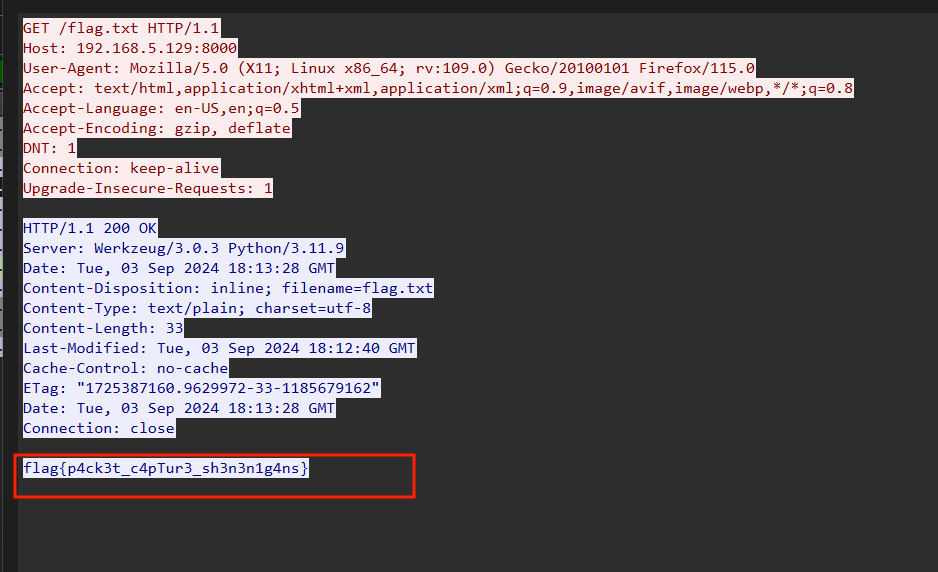 GET /flag.txt HTTP/1.1
Host: 192.168.5.129:8000
User-Agent: Mozilla/5.0 (X11; Linux x86_64; rv:109.0) Gecko/20100101 Firefox/115.0
Accept: text/html,application/xhtml+xml,application/xml;q=0.9,image/avif,image/webp,*/*;q=0.8
Accept-Language: en-US,en;q=0.5
Accept-Encoding: gzip, deflate
DNT: 1
Connection: keep-alive
Upgrade-Insecure-Requests: 1
HTTP/1.1 200 OK
Server: Werkzeug/3.0.3 Python/3.11.9
Date: Tue, 03 Sep 2024 18:13:28 GMT
Content-Disposition: inline; filename=flag.txt
Content-Type: text/plain; charset=utf-8
Content-Length: 33
Last-Modified: Tue, 03 Sep 2024 18:12:40 GMT
Cache-Control: no-cache
ETag: "1725387160.9629972-33-1185679162"
Date: Tue, 03 Sep 2024 18:13:28 GMT
Connection: close
flag{p4ck3t_c4pTur3_sh3n3n1g4ns}